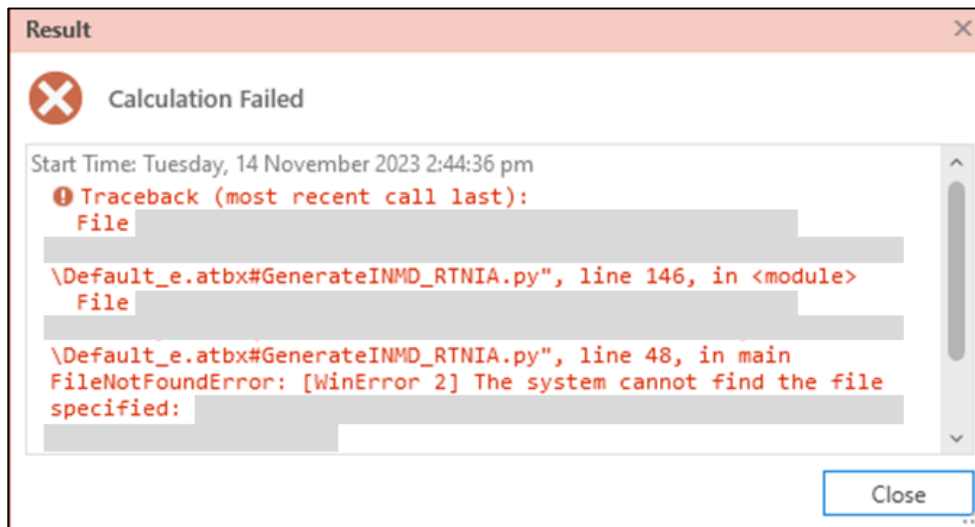 Result
Calculation Failed
Start Time: Tuesday, 14 November 2023 2:44:36 pm
Traceback (most recent call last):
File
\Default_e.atbx#GenerateINMD_RTNIA.py", line 146, in <module>
File
\Default_e.atbx#GenerateINMD_RTNIA.py", line 48, in main
FileNotFoundError: [WinError 2] The system cannot find the file
specified:
Close